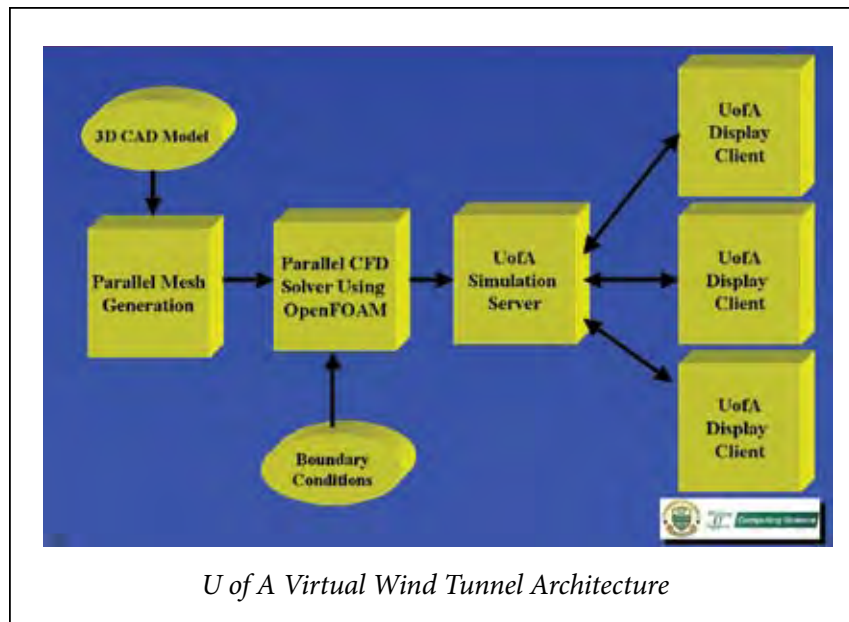 3D CAD Model
Parallel Mesh
Generation
Parallel CFD
Solver Using
OpenFOAM
Boundary
Conditions
UofA
Simulation
Server
UofA
Display
Client
UofA
Display
Client
UofA
Display
Client
Computing Science
U of A Virtual Wind Tunnel Architecture